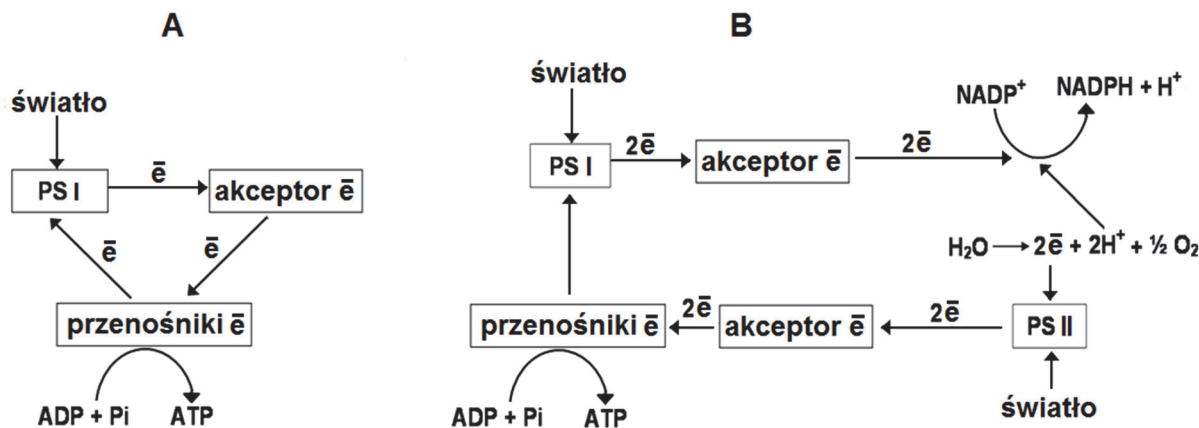 A
światło
PS I
ē
akceptor ē
ē
ē
przenośniki ē
ADP + Pi
ATP
B
światło
NADP⁺
NADPH + H⁺
PS I
2ē
akceptor ē
2ē
H₂O → 2ē + 2H⁺ + ½ O₂
przenośniki ē
2ē
akceptor ē
2ē
PS II
ADP + Pi
ATP
światło